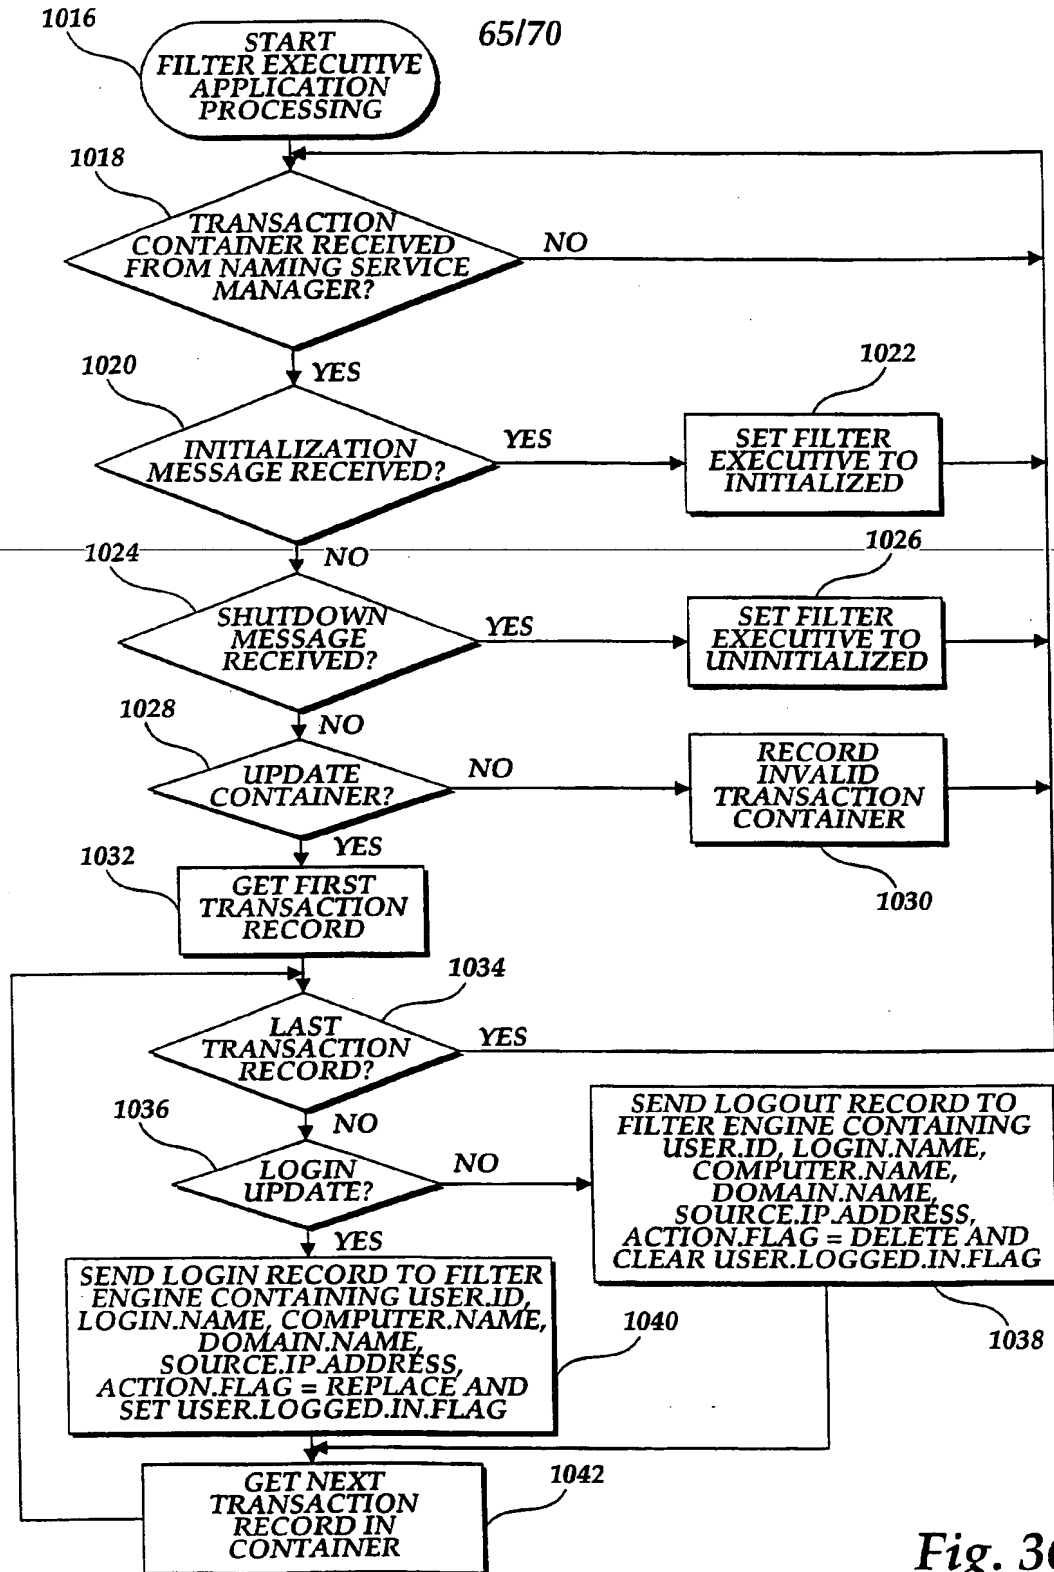 1016
65/70
START
FILTER EXECUTIVE
APPLICATION
PROCESSING
1018
TRANSACTION
CONTAINER RECEIVED
FROM NAMING SERVICE
MANAGER?
NO
YES
1020
1022
INITIALIZATION
MESSAGE RECEIVED?
YES
SET FILTER
EXECUTIVE TO
INITIALIZED
NO
1024
1026
SHUTDOWN
MESSAGE
RECEIVED?
YES
SET FILTER
EXECUTIVE TO
UNINITIALIZED
NO
1028
UPDATE
CONTAINER?
NO
RECORD
INVALID
TRANSACTION
CONTAINER
1030
YES
1032
GET FIRST
TRANSACTION
RECORD
1034
LAST
TRANSACTION
RECORD?
YES
NO
1036
LOGIN
UPDATE?
NO
SEND LOGOUT RECORD TO
FILTER ENGINE CONTAINING
USER.ID, LOGIN.NAME,
COMPUTER.NAME,
DOMAIN.NAME,
SOURCE.IP.ADDRESS,
ACTION.FLAG = DELETE AND
CLEAR USER.LOGGED.IN.FLAG
1038
YES
SEND LOGIN RECORD TO FILTER
ENGINE CONTAINING USER.ID,
LOGIN.NAME, COMPUTER.NAME,
DOMAIN.NAME,
SOURCE.IP.ADDRESS,
ACTION.FLAG = REPLACE AND
SET USER.LOGGED.IN.FLAG
1040
GET NEXT
TRANSACTION
RECORD IN
CONTAINER
1042
Fig.